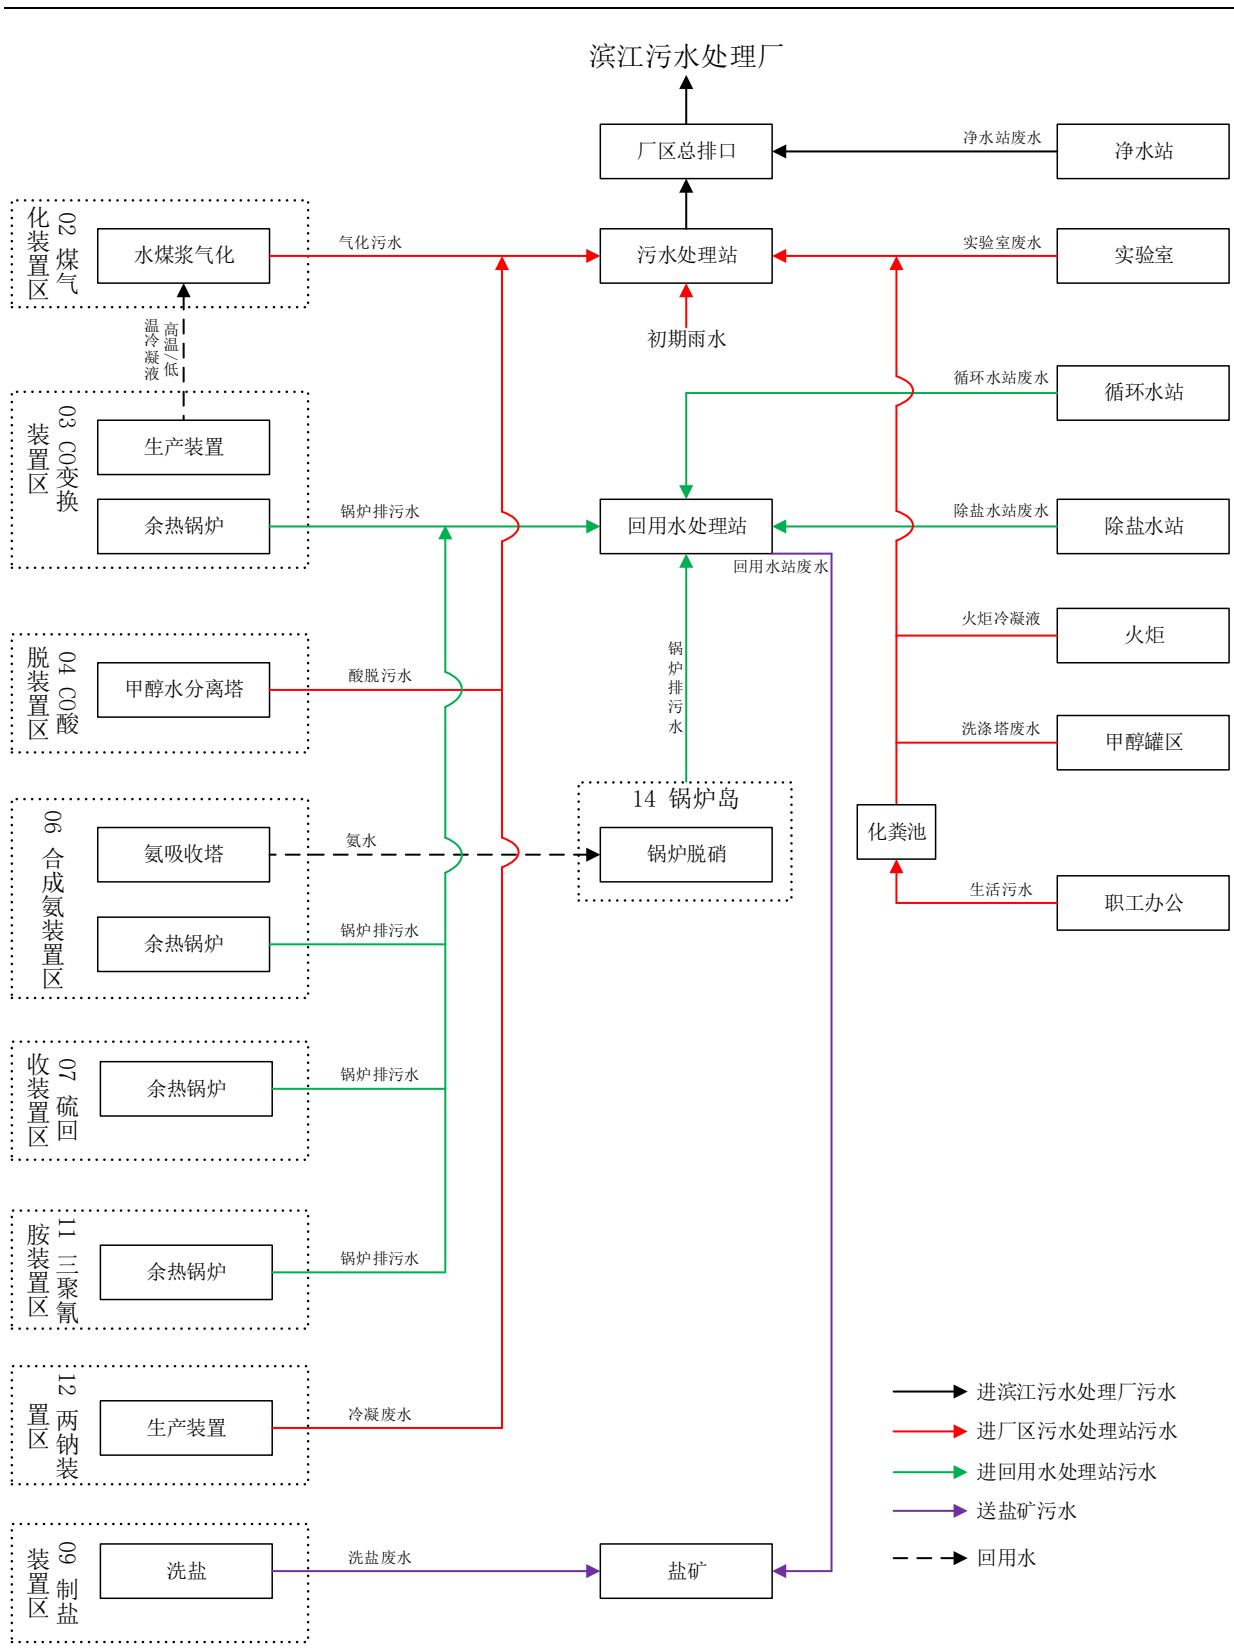 滨江污水处理厂
厂区总排口
净水站废水
净水站
02 煤气
化装置区
水煤浆气化
气化污水
污水处理站
实验室废水
实验室
初期雨水
高温/低
温冷凝液
03 CO变换
装置区
生产装置
循环水站废水
循环水站
余热锅炉
锅炉排污水
回用水处理站
除盐水站废水
除盐水站
回用水站废水
04 CO酸
脱装置区
甲醇水分离塔
酸脱污水
锅炉排污水
火炬冷凝液
火炬
洗涤塔废水
甲醇罐区
14 锅炉岛
锅炉脱硝
化粪池
生活污水
职工办公
06 合成氨装置区
氨吸收塔
氨水
余热锅炉
锅炉排污水
07 硫回
收装置区
余热锅炉
锅炉排污水
11 三聚氰
胺装置区
余热锅炉
锅炉排污水
12 两钠装
置区
生产装置
冷凝废水
09 制盐
装置区
洗盐
洗盐废水
盐矿
进滨江污水处理厂污水
进厂区污水处理站污水
进回用水处理站污水
送盐矿污水
回用水